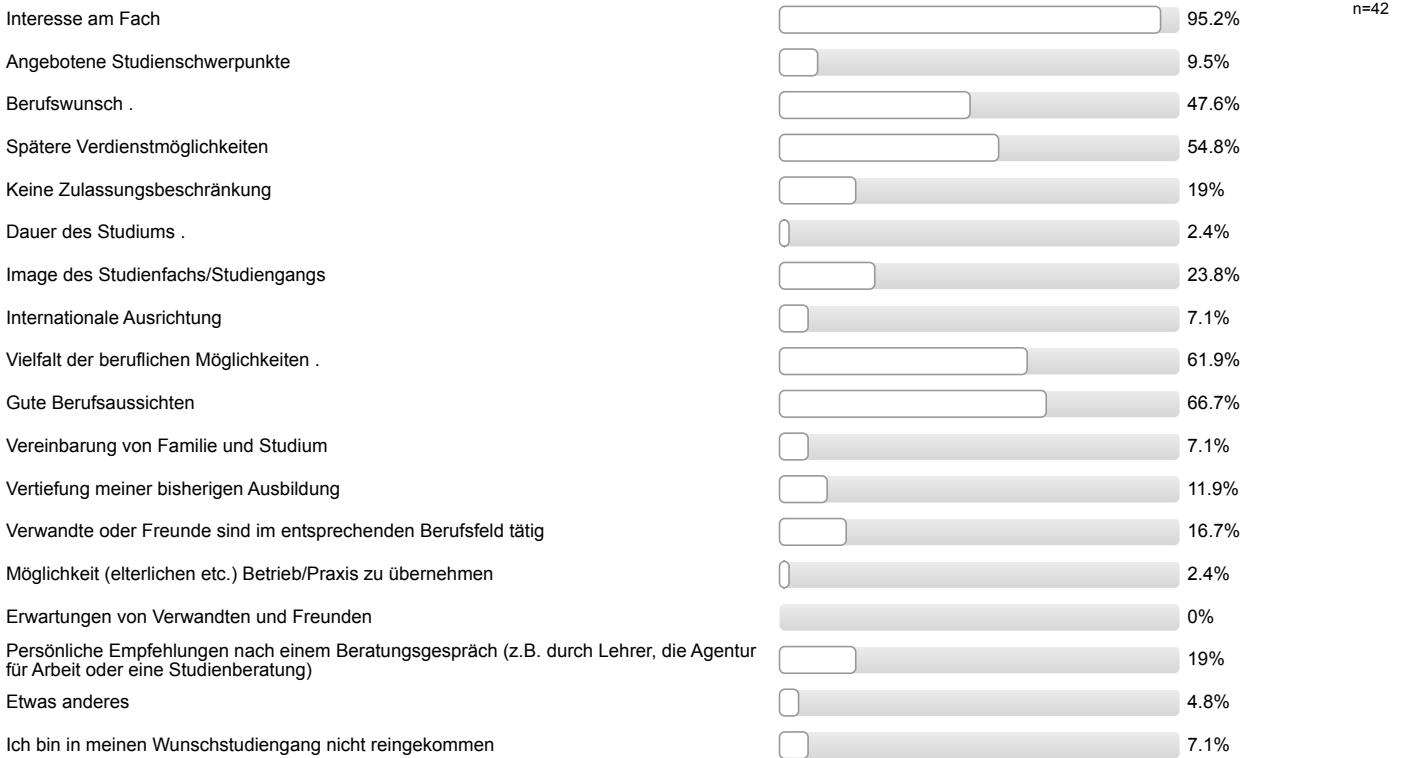 Interesse am Fach 95.2% n=42
Angebotene Studienschwerpunkte 9.5%
Berufswunsch . 47.6%
Spätere Verdienstmöglichkeiten 54.8%
Keine Zulassungsbeschränkung 19%
Dauer des Studiums . 2.4%
Image des Studienfachs/Studiengangs 23.8%
Internationale Ausrichtung 7.1%
Vielfalt der beruflichen Möglichkeiten . 61.9%
Gute Berufsaussichten 66.7%
Vereinbarung von Familie und Studium 7.1%
Vertiefung meiner bisherigen Ausbildung 11.9%
Verwandte oder Freunde sind im entsprechenden Berufsfeld tätig 16.7%
Möglichkeit (elterlichen etc.) Betrieb/Praxis zu übernehmen 2.4%
Erwartungen von Verwandten und Freunden 0%
Persönliche Empfehlungen nach einem Beratungsgespräch (z.B. durch Lehrer, die Agentur
für Arbeit oder eine Studienberatung) 19%
Etwas anderes 4.8%
Ich bin in meinen Wunschstudiengang nicht reingekommen 7.1%